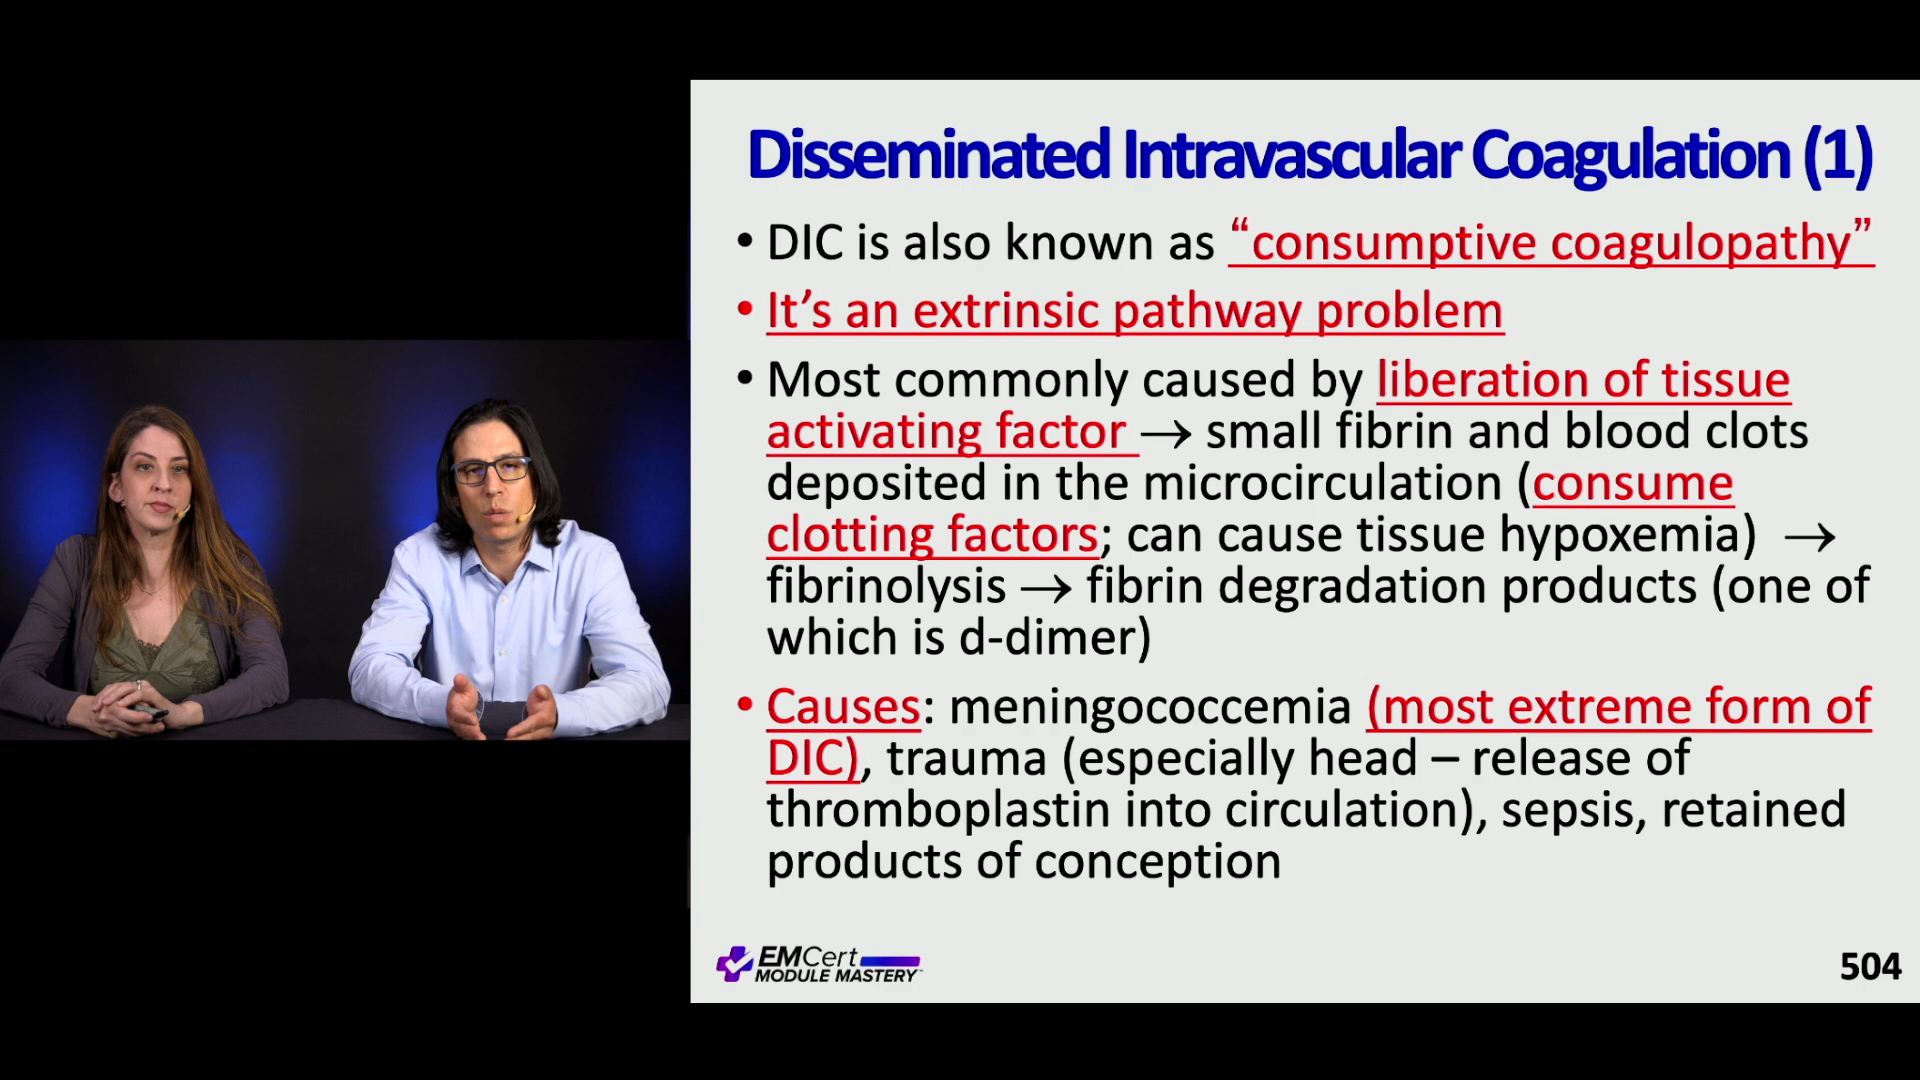 Disseminated Intravascular Coagulation (1)
• DIC is also known as “consumptive coagulopathy”
• It’s an extrinsic pathway problem
• Most commonly caused by liberation of tissue
activating factor → small fibrin and blood clots
deposited in the microcirculation (consume
clotting factors; can cause tissue hypoxemia) →
fibrinolysis → fibrin degradation products (one of
which is d-dimer)
• Causes: meningococcemia (most extreme form of
DIC), trauma (especially head – release of
thromboplastin into circulation), sepsis, retained
products of conception
EMCert
MODULE MASTERY
504